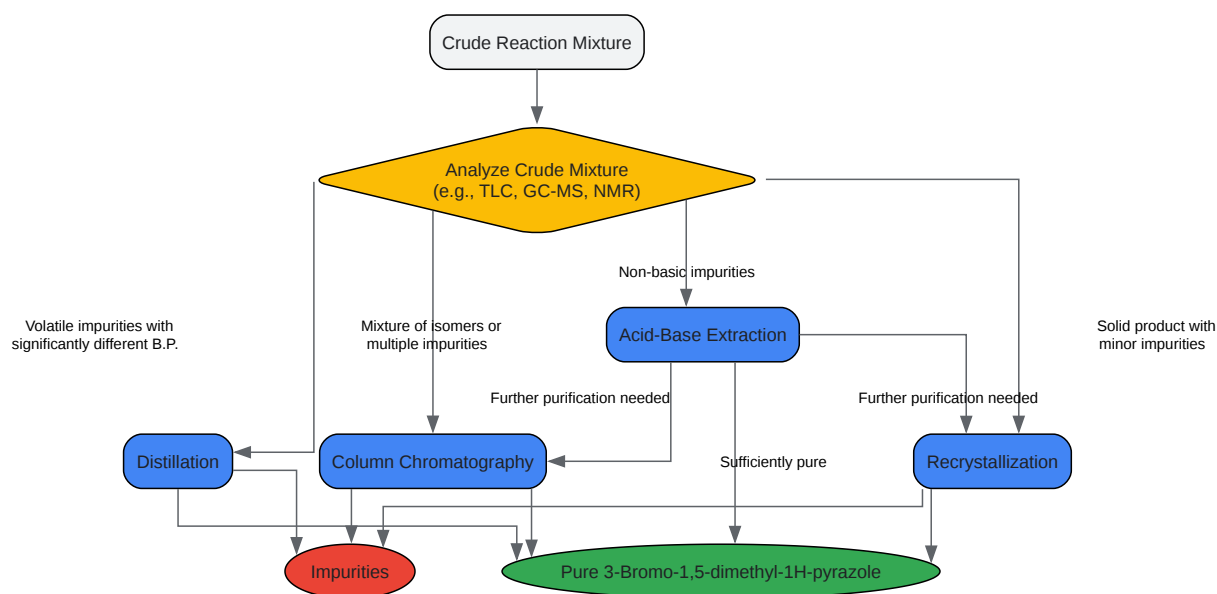 Crude Reaction Mixture
Analyze Crude Mixture
(e.g., TLC, GC-MS, NMR)
Non-basic impurities
Volatile impurities with
significantly different B.P.
Mixture of isomers or
multiple impurities
Acid-Base Extraction
Solid product with
minor impurities
Further purification needed
Further purification needed
Distillation
Column Chromatography
Sufficiently pure
Recrystallization
Impurities
Pure 3-Bromo-1,5-dimethyl-1H-pyrazole